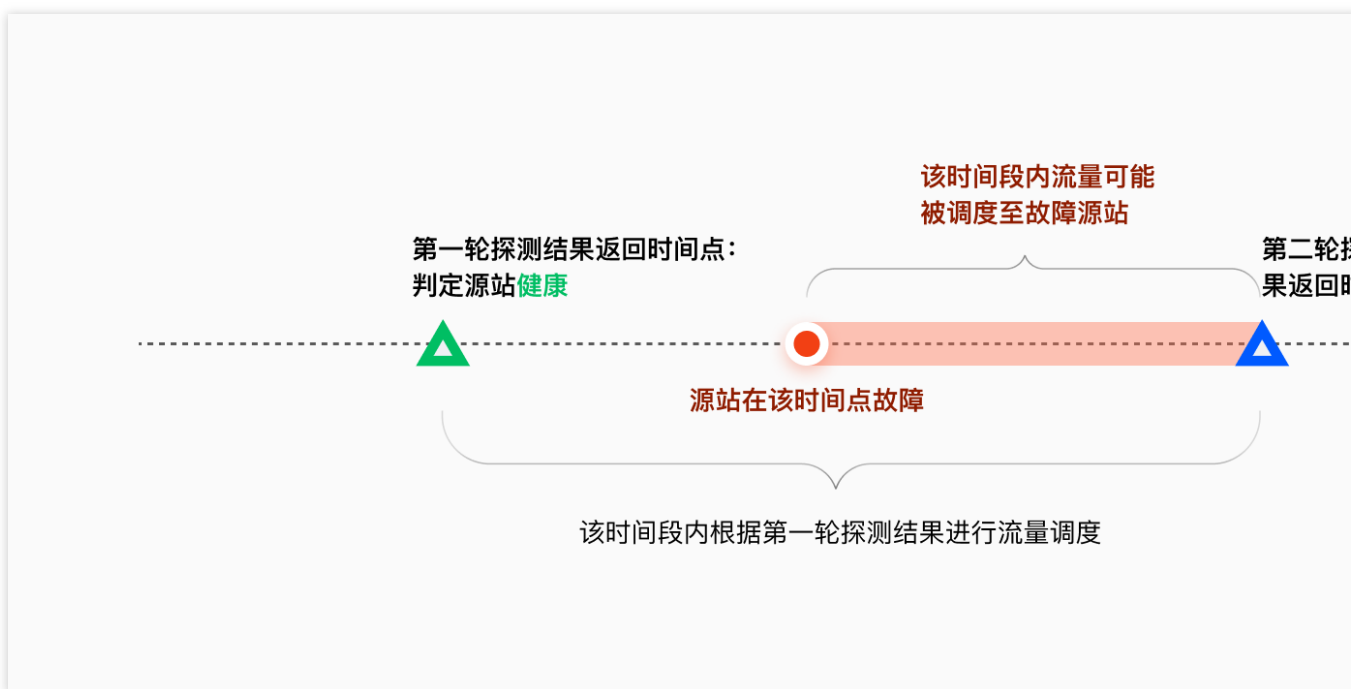 该时间段内流量可能
被调度至故障源站
第一轮探测结果返回时间点：
判定源站健康
第二轮探
果返回时
源站在该时间点故障
该时间段内根据第一轮探测结果进行流量调度